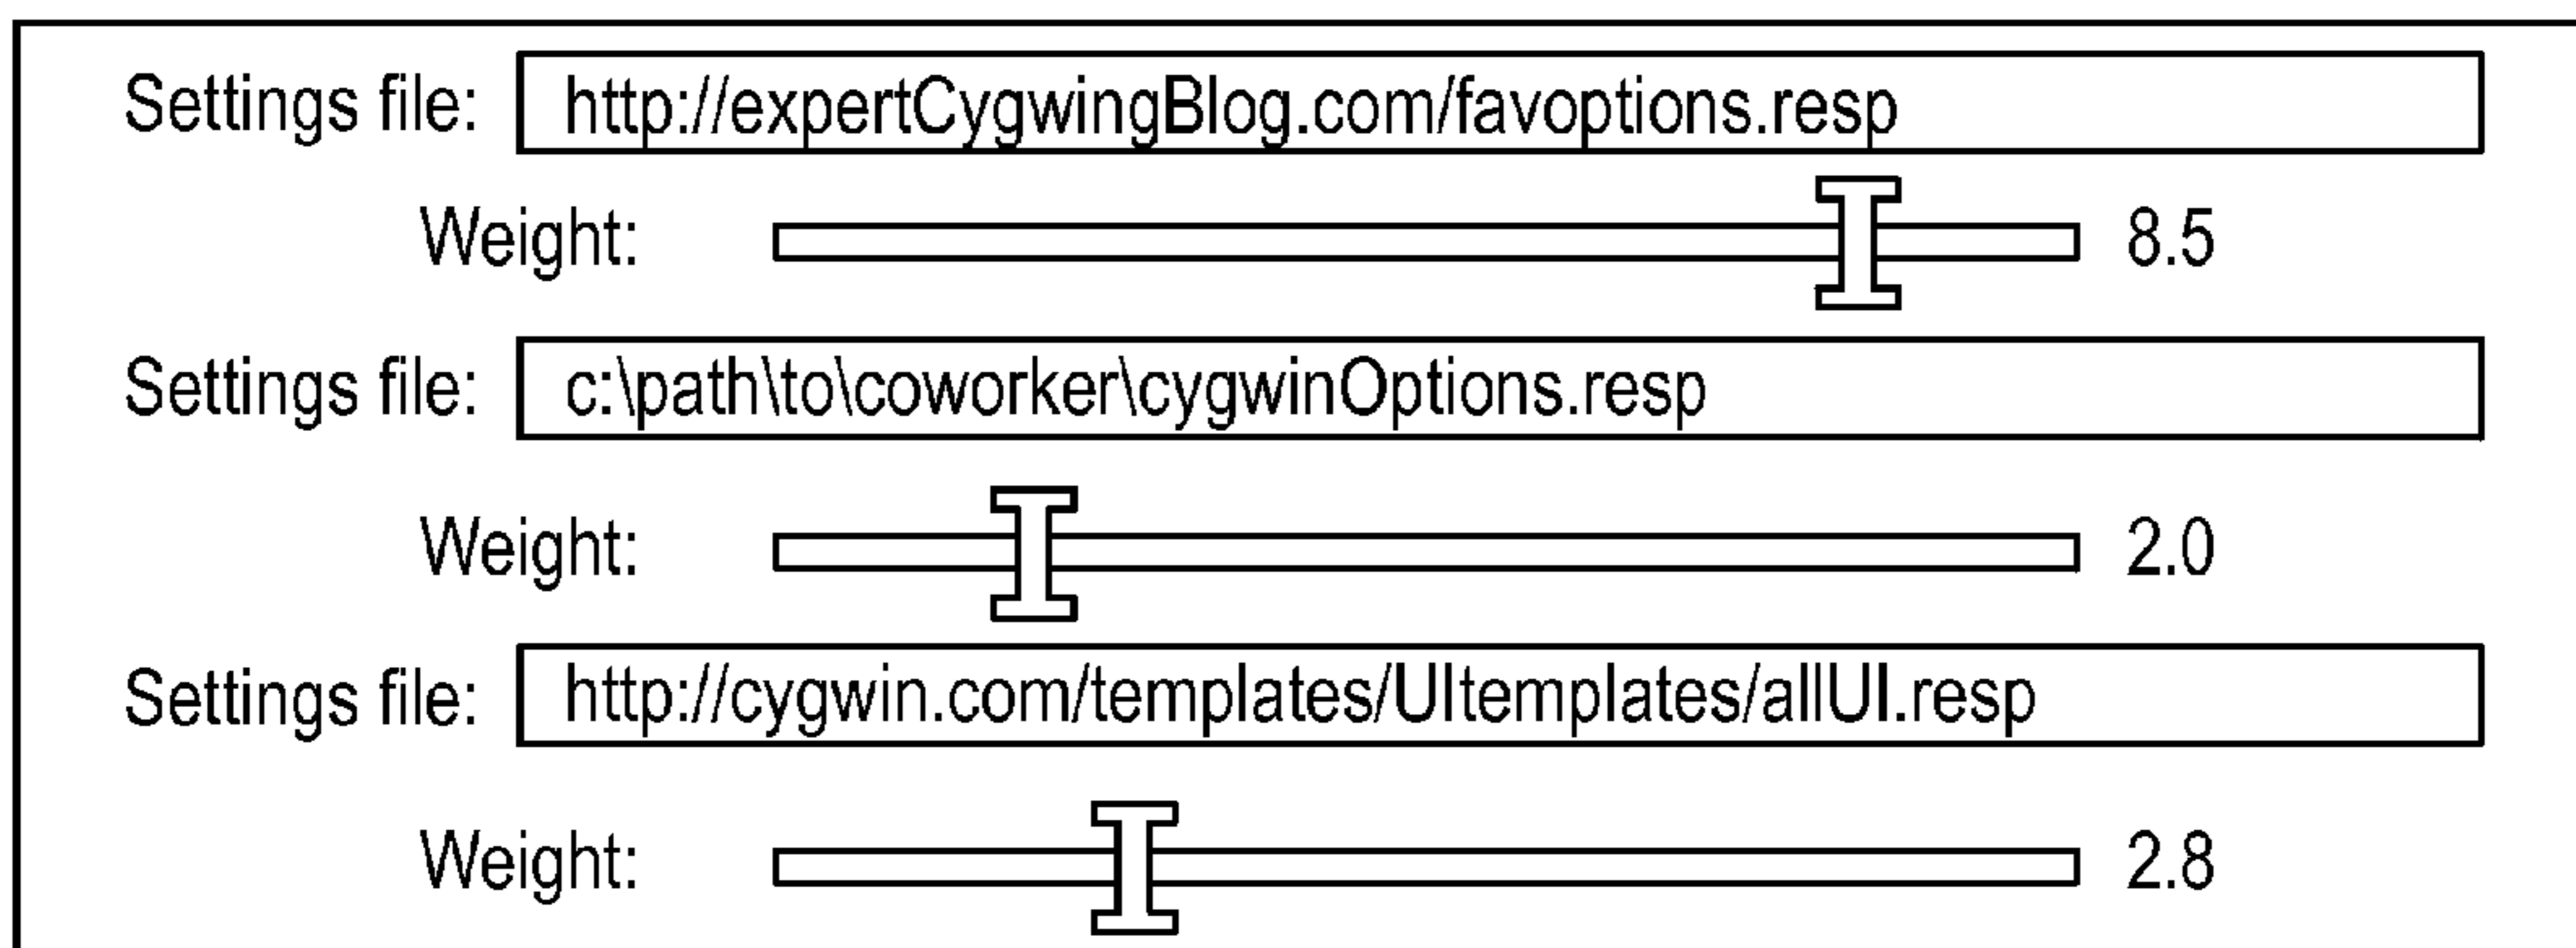 Settings file: http://expertCygwingBlog.com/favoptions.resp
Weight: 8.5
Settings file: c:\path\to\coworker\cygwinOptions.resp
Weight: 2.0
Settings file: http://cygwin.com/templates/UItemplates/allUI.resp
Weight: 2.8